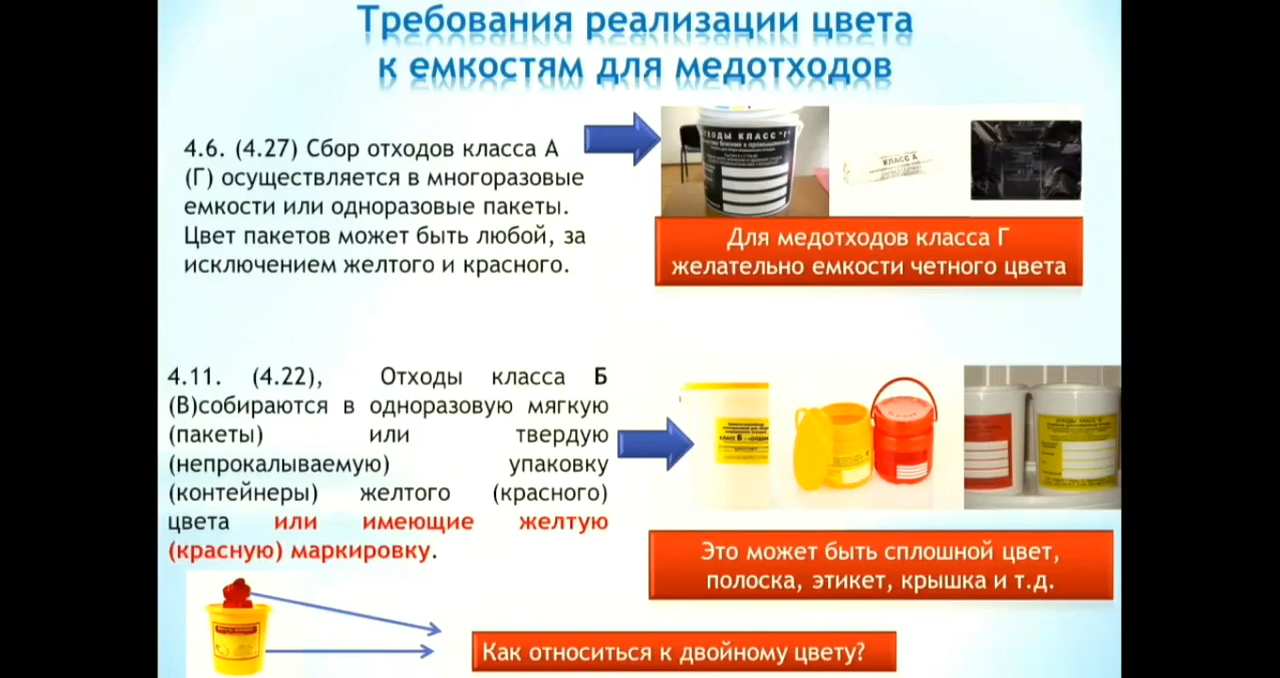 Требования реализации цвета
к емкостям для медотходов
4.6. (4.27) Сбор отходов класса А
(Г) осуществляется в многоразовые
емкости или одноразовые пакеты.
Цвет пакетов может быть любой, за
исключением желтого и красного.
ОТХОДЫ КЛАСС "Г"
КЛАСС А
Для медотходов класса Г
желательно емкости четного цвета
4.11. (4.22), Отходы класса Б
(В)собираются в одноразовую мягкую
(пакеты) или твердую
(непрокалываемую) упаковку
(контейнеры) желтого (красного)
цвета или имеющие желтую
(красную) маркировку.
КЛАСС Б
ОТХОДЫ КЛАССА
Это может быть сплошной цвет,
полоска, этикет, крышка и т.д.
Как относиться к двойному цвету?